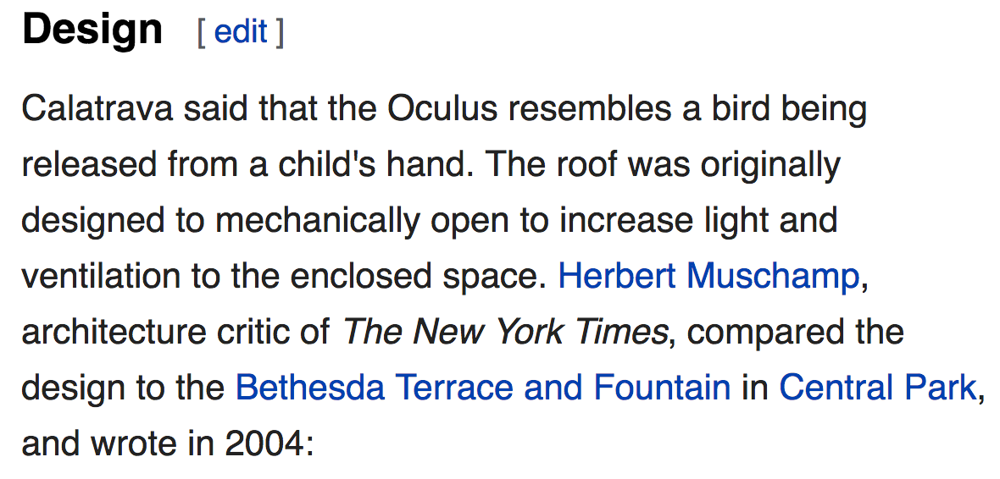 Design [ edit ]
Calatrava said that the Oculus resembles a bird being
released from a child's hand. The roof was originally
designed to mechanically open to increase light and
ventilation to the enclosed space. Herbert Muschamp,
architecture critic of The New York Times, compared the
design to the Bethesda Terrace and Fountain in Central Park,
and wrote in 2004: